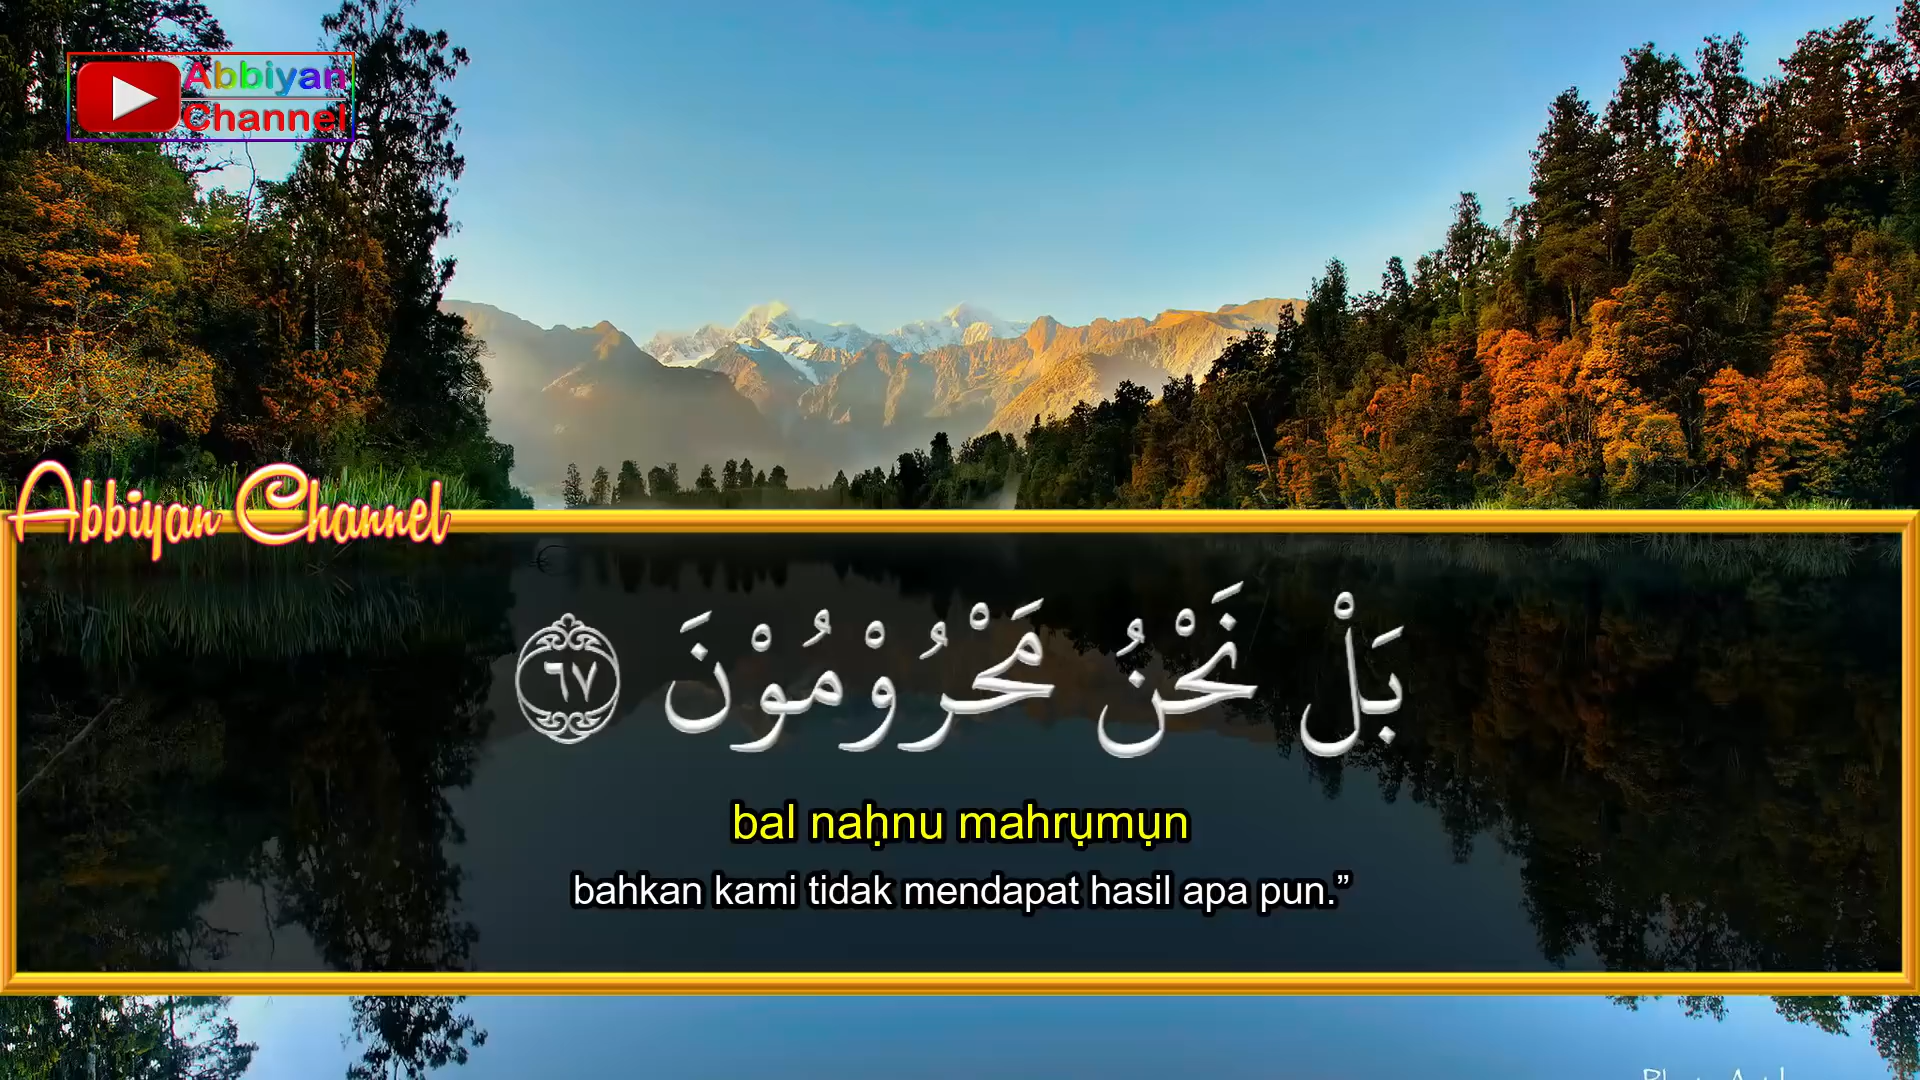 Abbiyan
Channel
Abbiyan Channel
بَلْ نَحْنُ مَحْرُوْمُوْنَ ٦٧
bal naḥnu mahrụmụn
bahkan kami tidak mendapat hasil apa pun.”